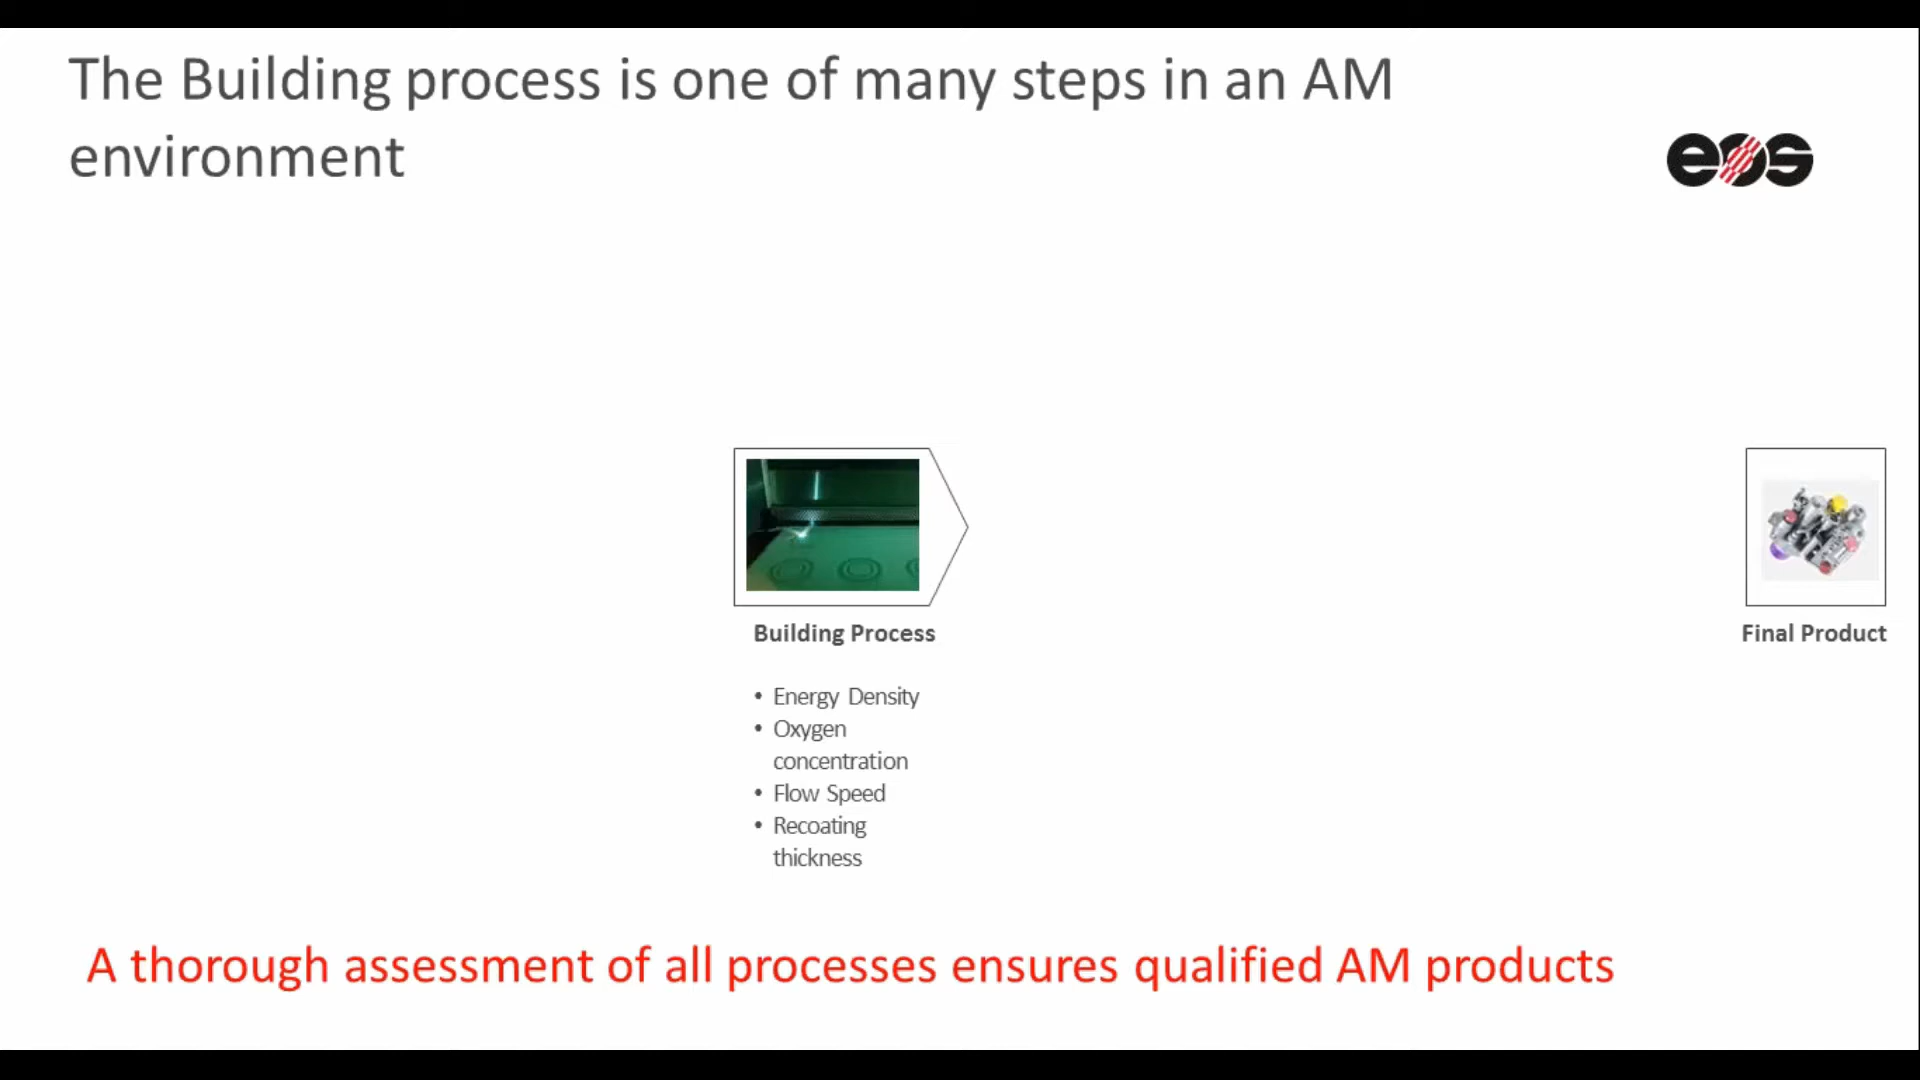 The Building process is one of many steps in an AM
environment
eos
Building Process
Final Product
• Energy Density
• Oxygen
concentration
• Flow Speed
• Recoating
thickness
A thorough assessment of all processes ensures qualified AM products